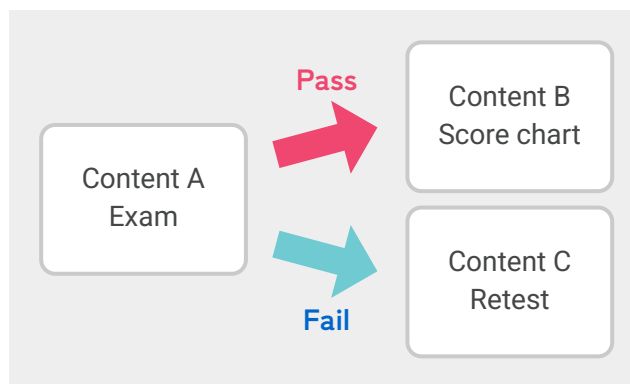 Content A
Exam
Pass
Content B
Score chart
Fail
Content C
Retest